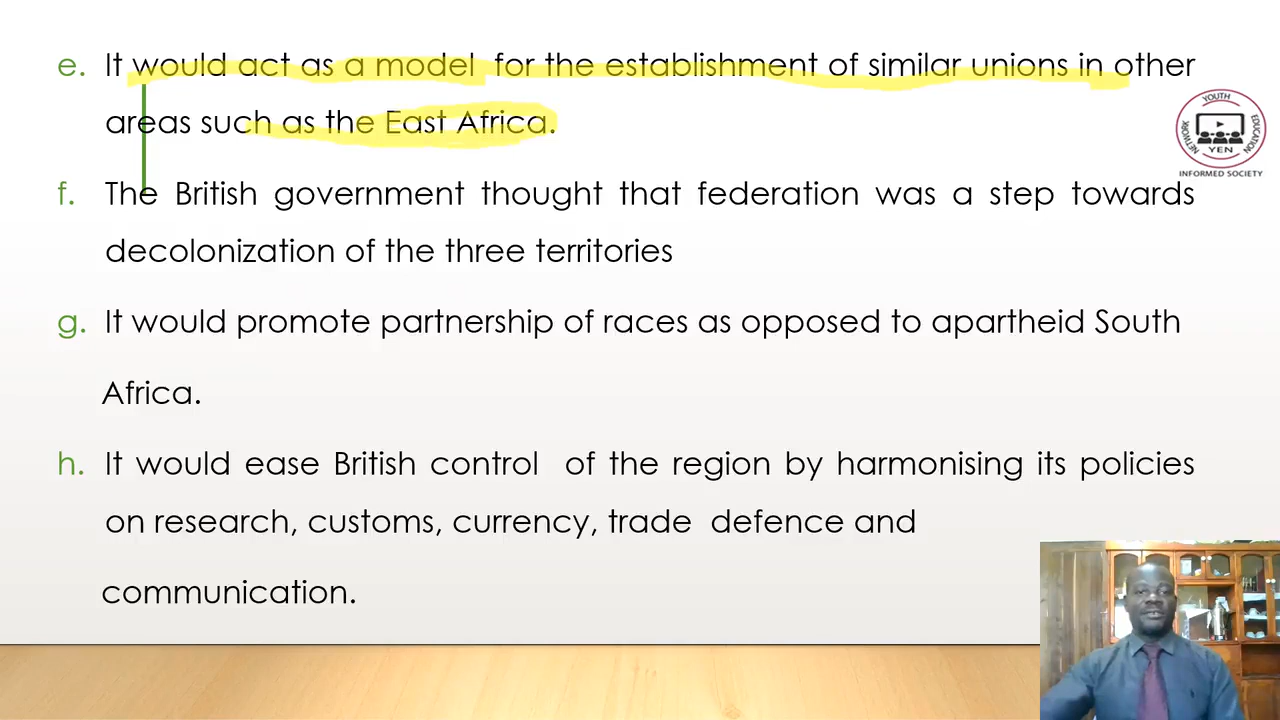 e. It would act as a model for the establishment of similar unions in other
areas such as the East Africa.
f. The British government thought that federation was a step towards
decolonization of the three territories
g. It would promote partnership of races as opposed to apartheid South
Africa.
h. It would ease British control of the region by harmonising its policies
on research, customs, currency, trade defence and
communication.
YOUTH
EDUCATION
NETWORK
YEN
INFORMED SOCIETY